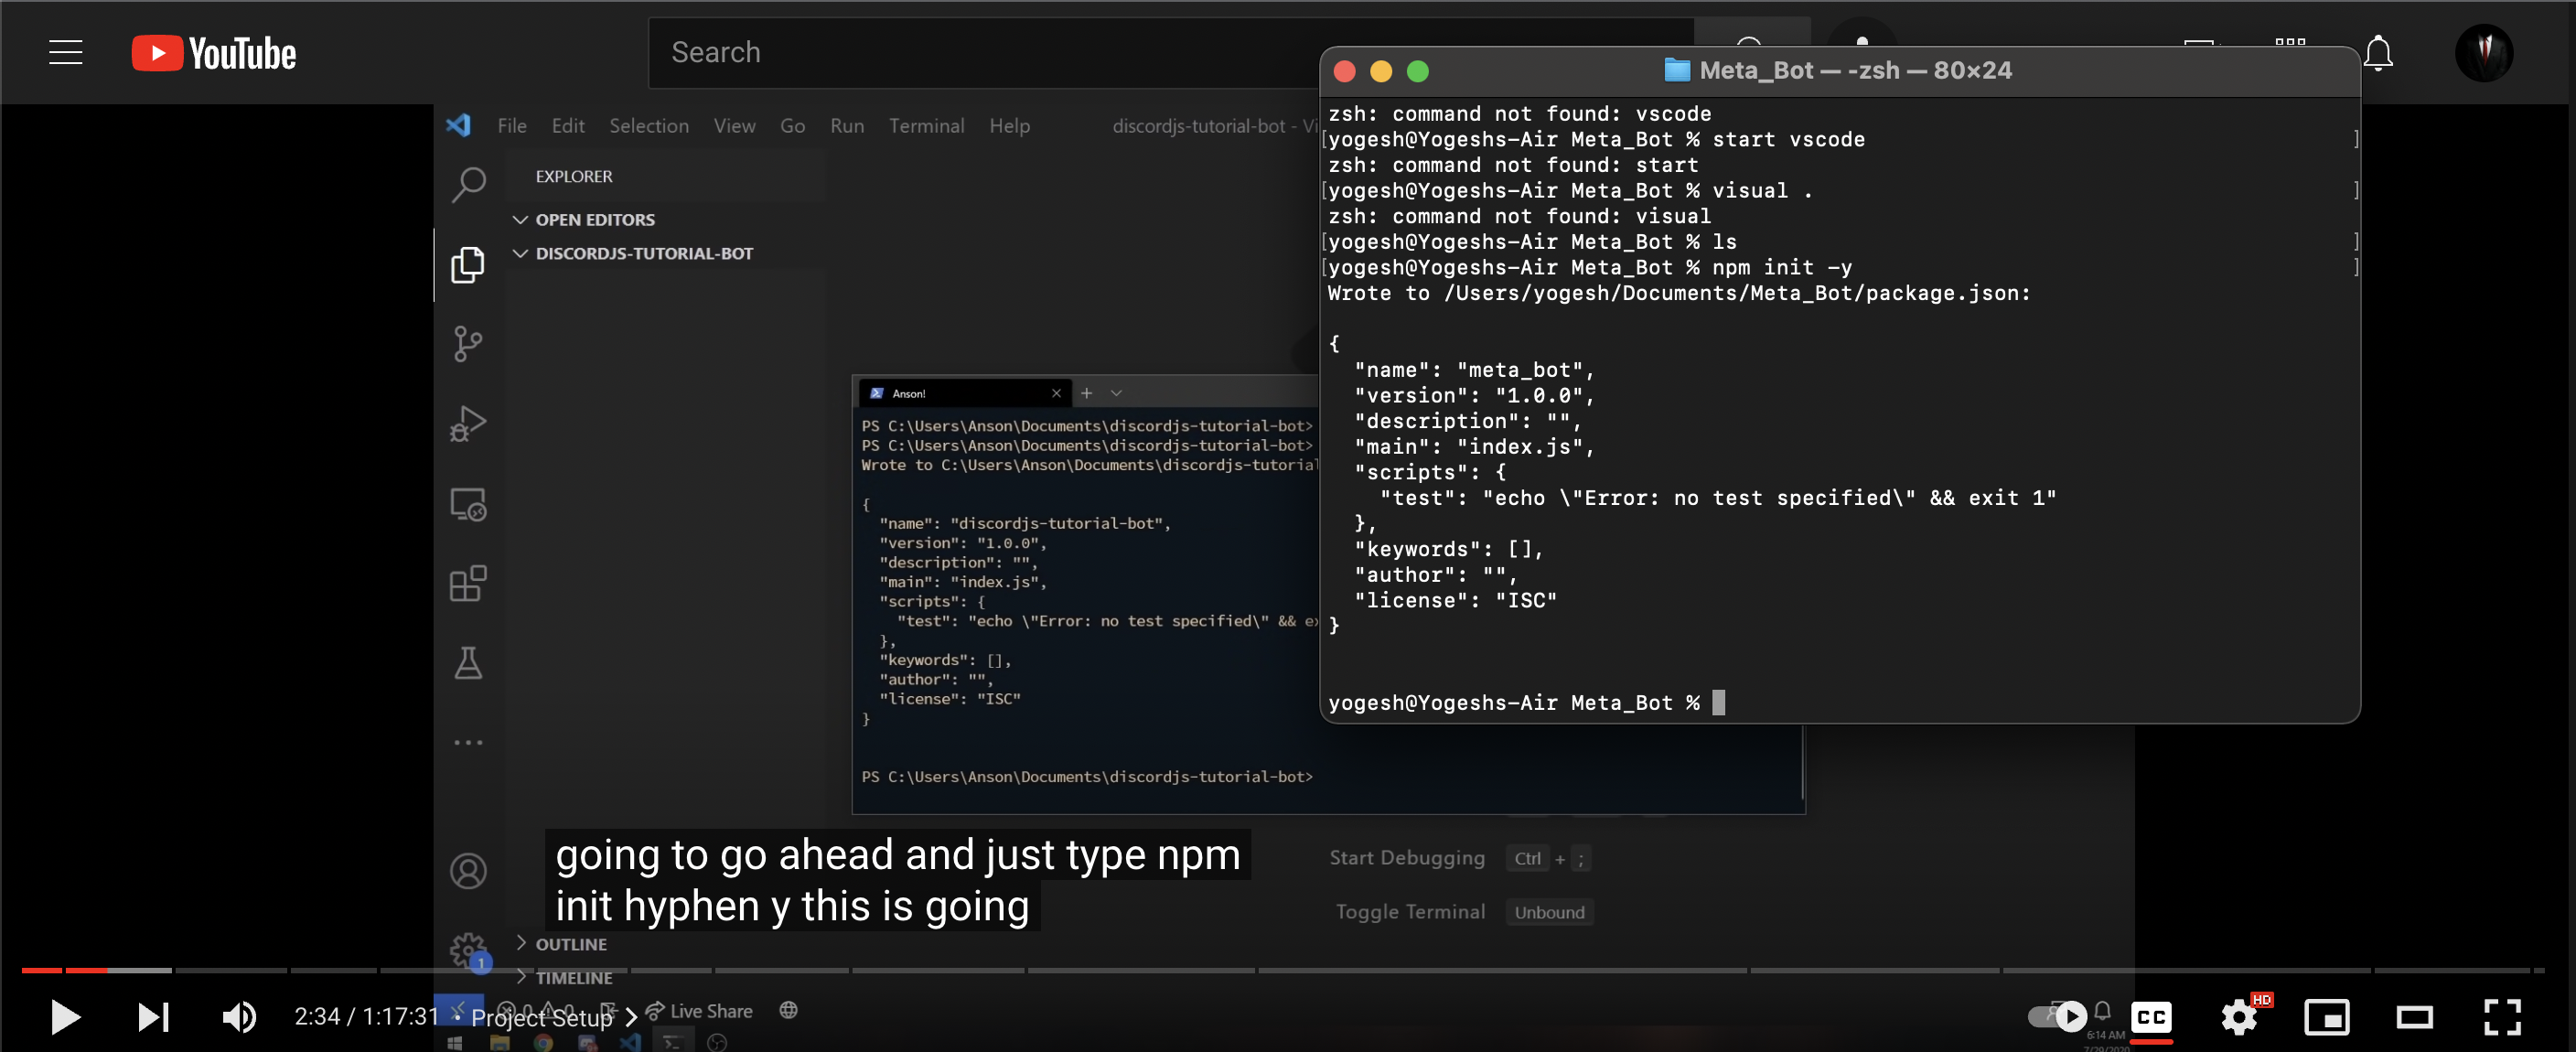 YouTube
Search
Meta_Bot — -zsh — 80×24
zsh: command not found: vscode
[yogesh@Yogeshs-Air Meta_Bot % start vscode ]
zsh: command not found: start
[yogesh@Yogeshs-Air Meta_Bot % visual . ]
zsh: command not found: visual
[yogesh@Yogeshs-Air Meta_Bot % ls ]
[yogesh@Yogeshs-Air Meta_Bot % npm init -y ]
Wrote to /Users/yogesh/Documents/Meta_Bot/package.json:
{
"name": "meta_bot",
"version": "1.0.0",
"description": "",
"main": "index.js",
"scripts": {
"test": "echo \"Error: no test specified\" && exit 1"
},
"keywords": [],
"author": "",
"license": "ISC"
}
yogesh@Yogeshs-Air Meta_Bot %
File Edit Selection View Go Run Terminal Help discordjs-tutorial-bot -
EXPLORER
OPEN EDITORS
DISCORDJS-TUTORIAL-BOT
Anson!
PS C:\Users\Anson\Documents\discordjs-tutorial-bot>
PS C:\Users\Anson\Documents\discordjs-tutorial-bot>
Wrote to C:\Users\Anson\Documents\discordjs-tutorial
{
"name": "discordjs-tutorial-bot",
"version": "1.0.0",
"description": "",
"main": "index.js",
"scripts": {
"test": "echo \"Error: no test specified\" && ex
},
"keywords": [],
"author": "",
"license": "ISC"
}
PS C:\Users\Anson\Documents\discordjs-tutorial-bot>
going to go ahead and just type npm
init hyphen y this is going
Start Debugging Ctrl + ;
Toggle Terminal Unbound
OUTLINE
1
TIMELINE
2:34 / 1:17:31 • Project Setup
0 0 Live Share
CC
HD
6:14 AM